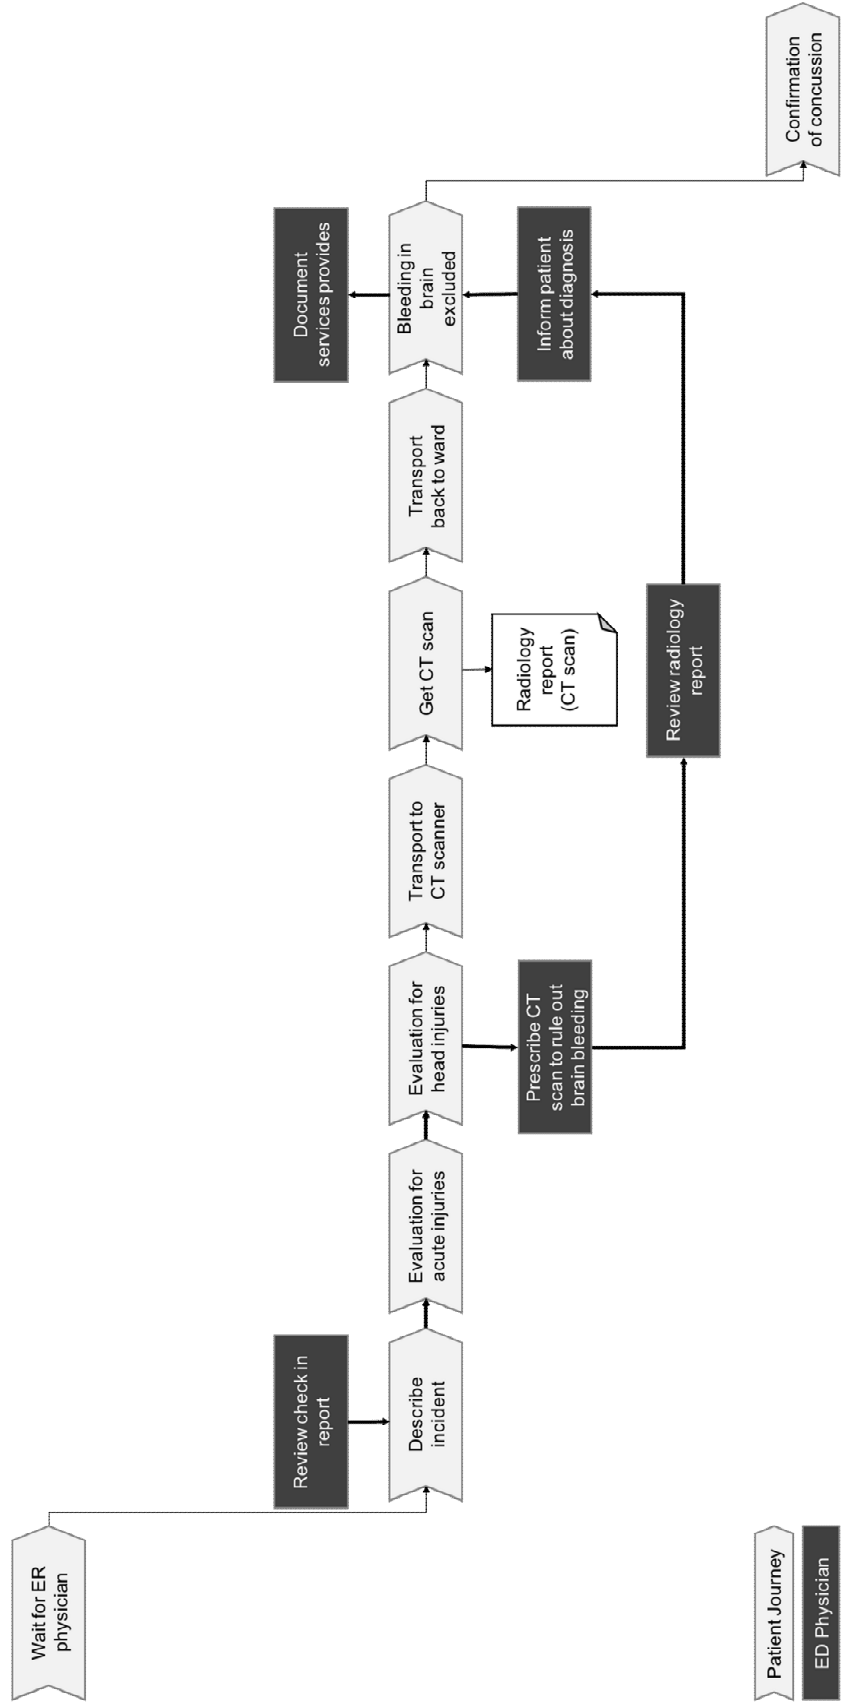 Wait for ER
physician
Review check in
report
Describe
incident
Evaluation for
acute injuries
Evaluation for
head injuries
Prescribe CT
scan to rule out
brain bleeding
Transport to
CT scanner
Get CT scan
Radiology
report
(CT scan)
Review radiology
report
Transport
back to ward
Document
services provides
Bleeding in
brain
excluded
Inform patient
about diagnosis
Confirmation
of concussion
Patient Journey
ED Physician